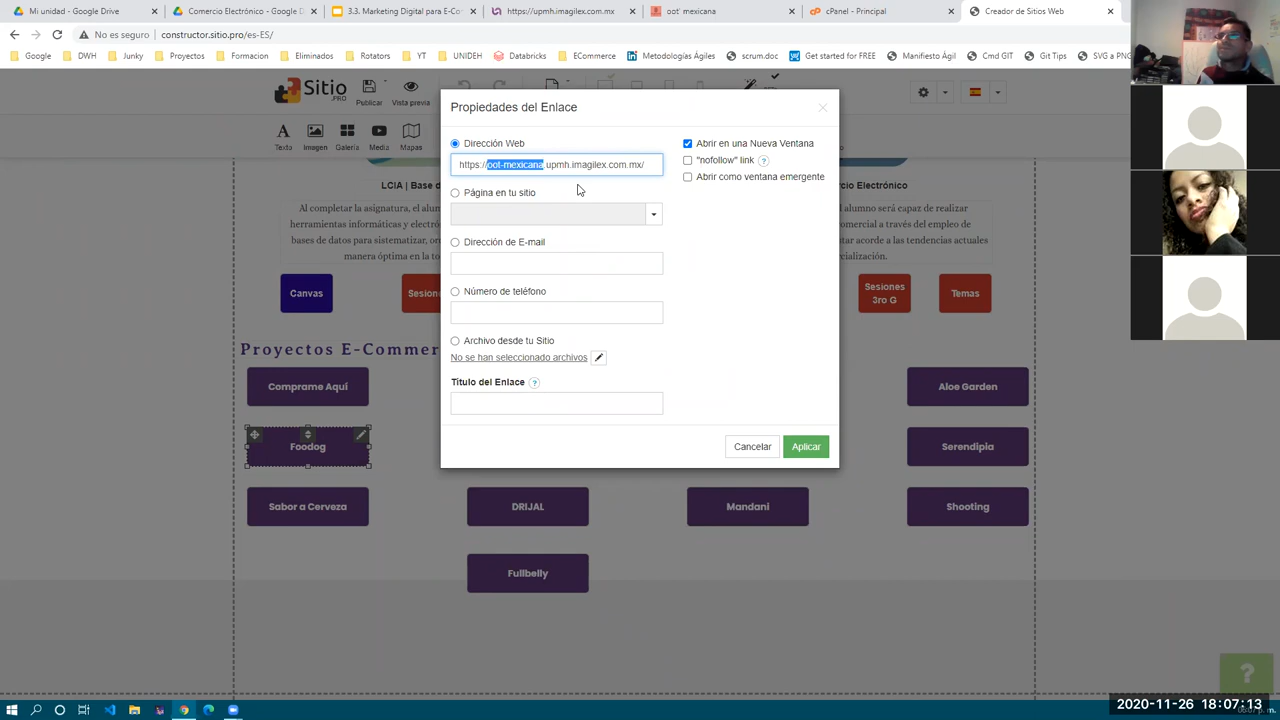 Mi unidad - Google Drive
Comercio Electrónico - Google D
3.3. Marketing Digital para E-Co
https://upmh.imagilex.com.mx
oot' mexicana
cPanel - Principal
Creador de Sitios Web
No es seguro | constructor.sitio.pro/es-ES/
Google DWH Junky Proyectos Formacion Eliminados Rotators YT UNIDEH Databricks ECommerce Metodologías Ágiles scrum.doc Get started for FREE Manifiesto Ágil Cmd GIT Git Tips SVG a PNG
Sitio .PRO
Publicar
Vista previa
Texto Imagen Galería Media Mapas
Propiedades del Enlace
Dirección Web
https://oot-mexicana.upmh.imagilex.com.mx/
Página en tu sitio
Dirección de E-mail
Número de teléfono
Archivo desde tu Sitio
No se han seleccionado archivos
Título del Enlace ?
Abrir en una Nueva Ventana
"nofollow" link ?
Abrir como ventana emergente
Cancelar
Aplicar
LCIA | Base d
Al completar la asignatura, el alum
herramientas informáticas y electró
bases de datos para sistematizar, or
manera óptima en la to
rcio Electrónico
l alumno será capaz de realizar
comercial a través del empleo de
utar acorde a las tendencias actuales
rcialización.
Canvas
Sesione
Sesiones
3ro G
Temas
Proyectos E-Commer
Comprame Aquí
Aloe Garden
Foodog
Serendipia
Sabor a Cerveza
DRIJAL
Mandani
Shooting
Fullbelly
?
2020-11-26 18:07:13